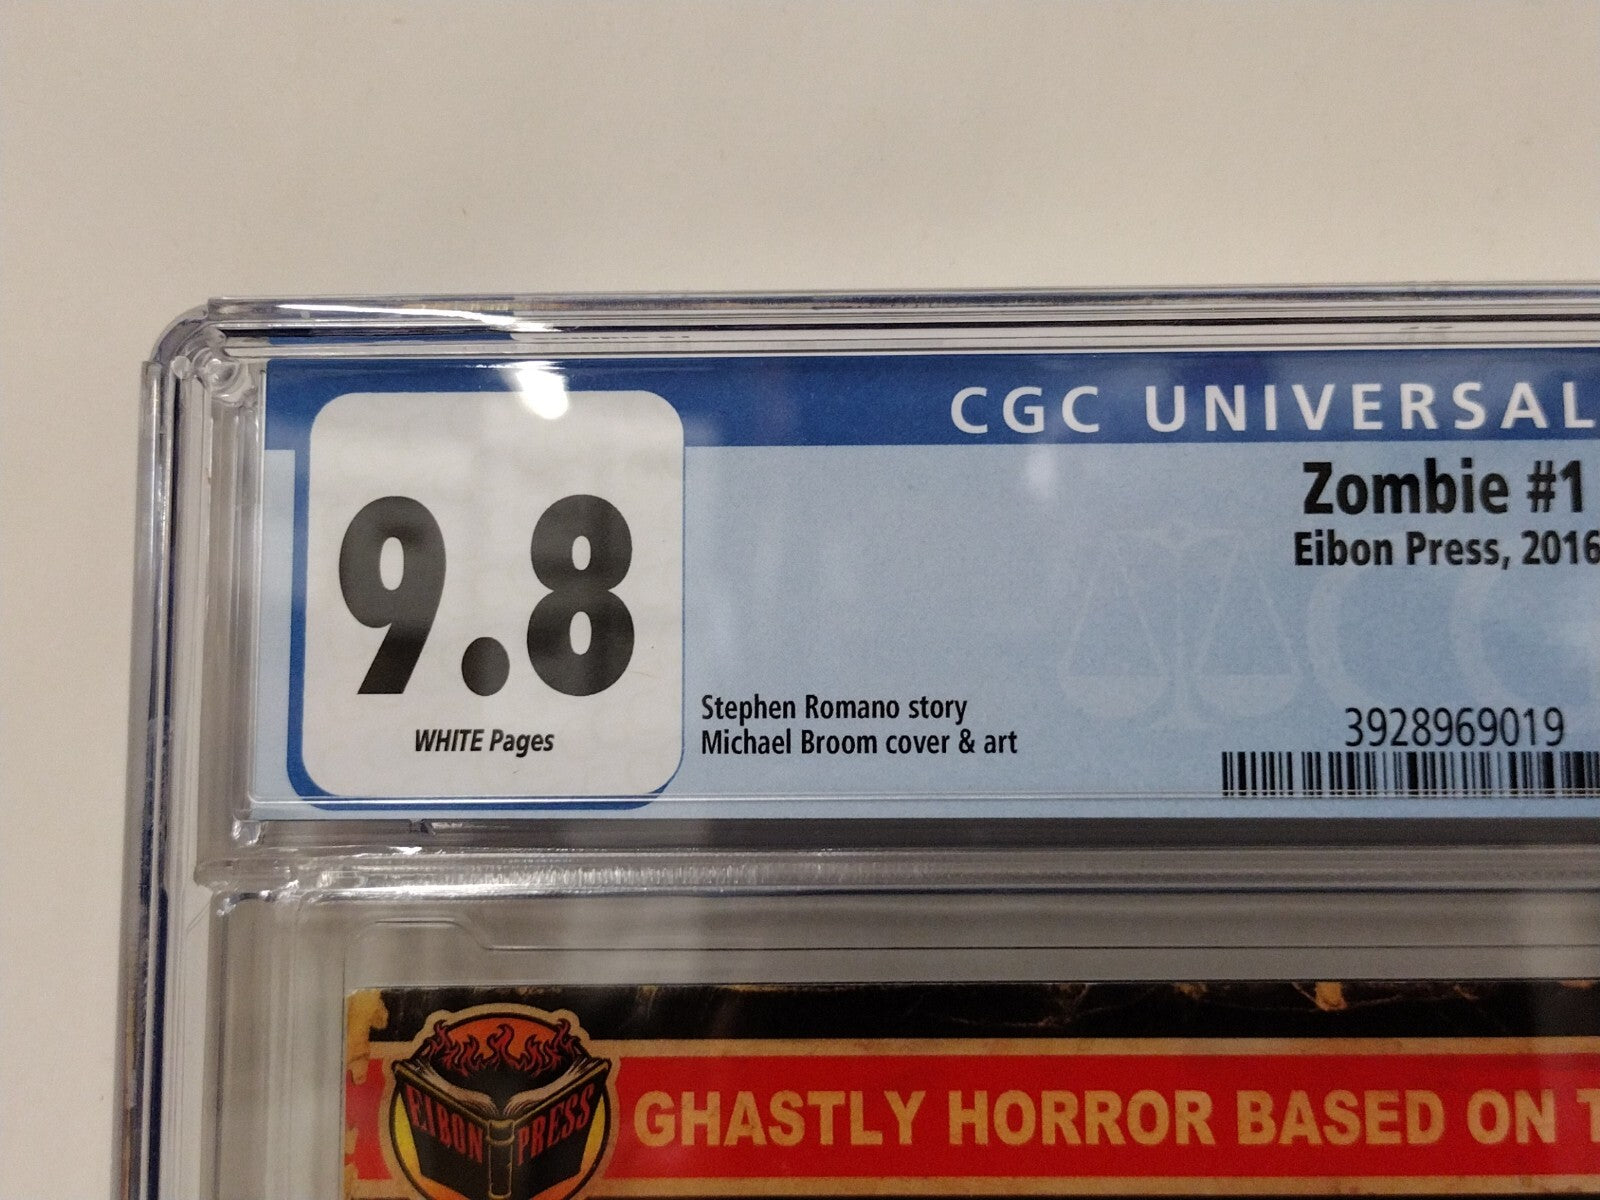 CGC UNIVERSAL
Zombie #1
Eibon Press, 2016
9.8
WHITE Pages
Stephen Romano story
Michael Broom cover & art
3928969019
EIBON PRESS
GHASTLY HORROR BASED ON T